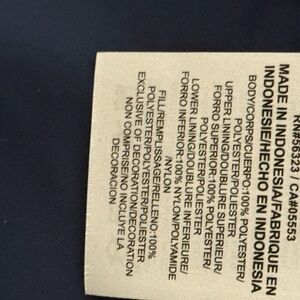 RN#56323 / CA#05553
MADE IN INDONESIA/FABRIQUE EN
INDONESIE/HECHO EN INDONESIA
BODY/CORPS/CUERPO:100% POLYESTER/
POLYESTER/POLIESTER
UPPER LINING/DOUBLUF SUPERIEUR/
FORRO SUPERIOR:100% POLYESTER/
POLYESTER/POLIESTER
LOWER LINING/DOUBLURE INFERIEURE/
FORRO INFERIOR:100% NYLON/POLYAMIDE
/NYLON
FILL/REMPLISSAGE/RELLENO:100%
POLYESTER/POLYESTER/POLIESTER
EXCLUSIVE OF DECORATION/DECORATION
NON COMPRISE/NO INCLUYE LA
DECORACION